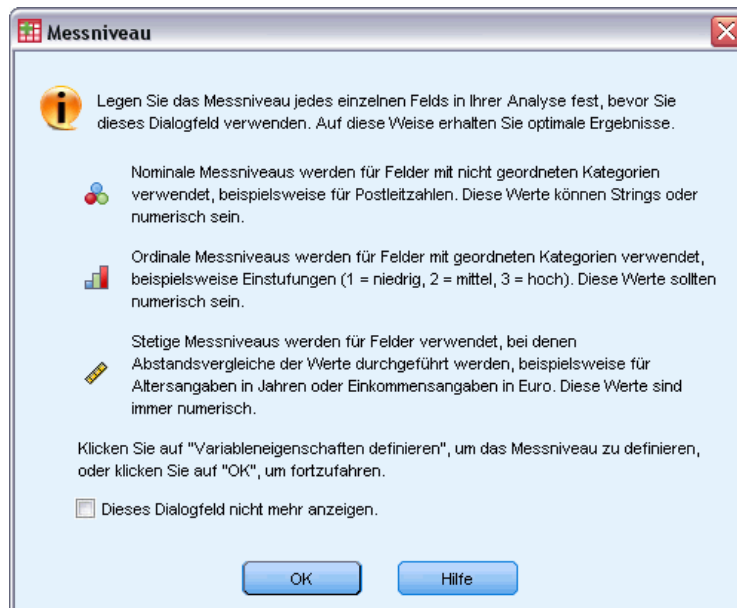 Messniveau
Legen Sie das Messniveau jedes einzelnen Felds in Ihrer Analyse fest, bevor Sie
dieses Dialogfeld verwenden. Auf diese Weise erhalten Sie optimale Ergebnisse.
Nominale Messniveaus werden für Felder mit nicht geordneten Kategorien
verwendet, beispielsweise für Postleitzahlen. Diese Werte können Strings oder
numerisch sein.
Ordinale Messniveaus werden für Felder mit geordneten Kategorien verwendet,
beispielsweise Einstufungen (1 = niedrig, 2 = mittel, 3 = hoch). Diese Werte sollten
numerisch sein.
Stetige Messniveaus werden für Felder verwendet, bei denen
Abstandsvergleiche der Werte durchgeführt werden, beispielsweise für
Altersangaben in Jahren oder Einkommensangaben in Euro. Diese Werte sind
immer numerisch.
Klicken Sie auf "Variableneigenschaften definieren", um das Messniveau zu definieren,
oder klicken Sie auf "OK", um fortzufahren.
Dieses Dialogfeld nicht mehr anzeigen.
OK
Hilfe